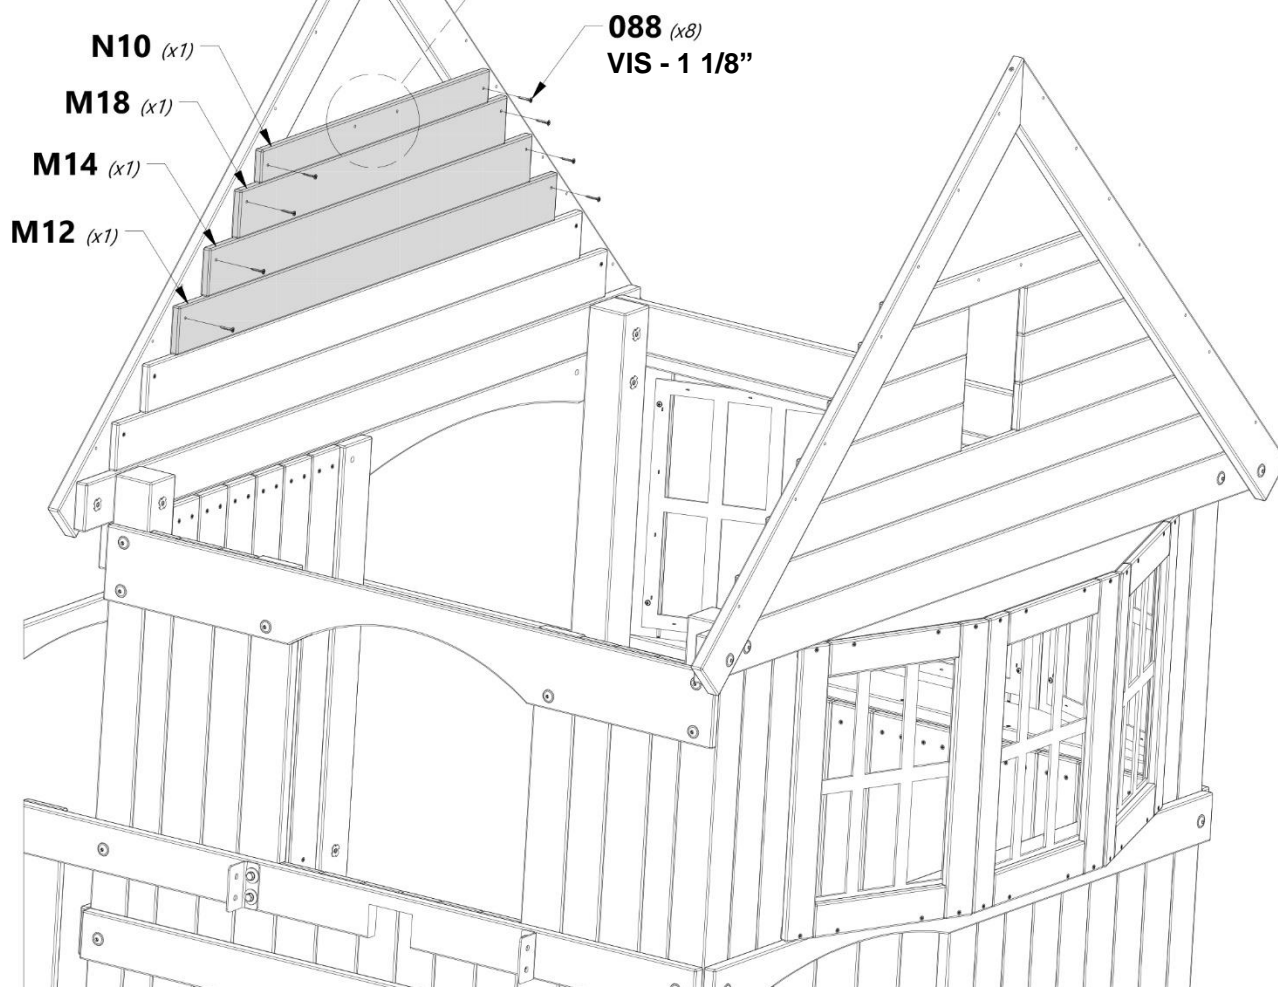 N10 (x1)
088 (x8)
VIS - 1 1/8”
M18 (x1)
M14 (x1)
M12 (x1)